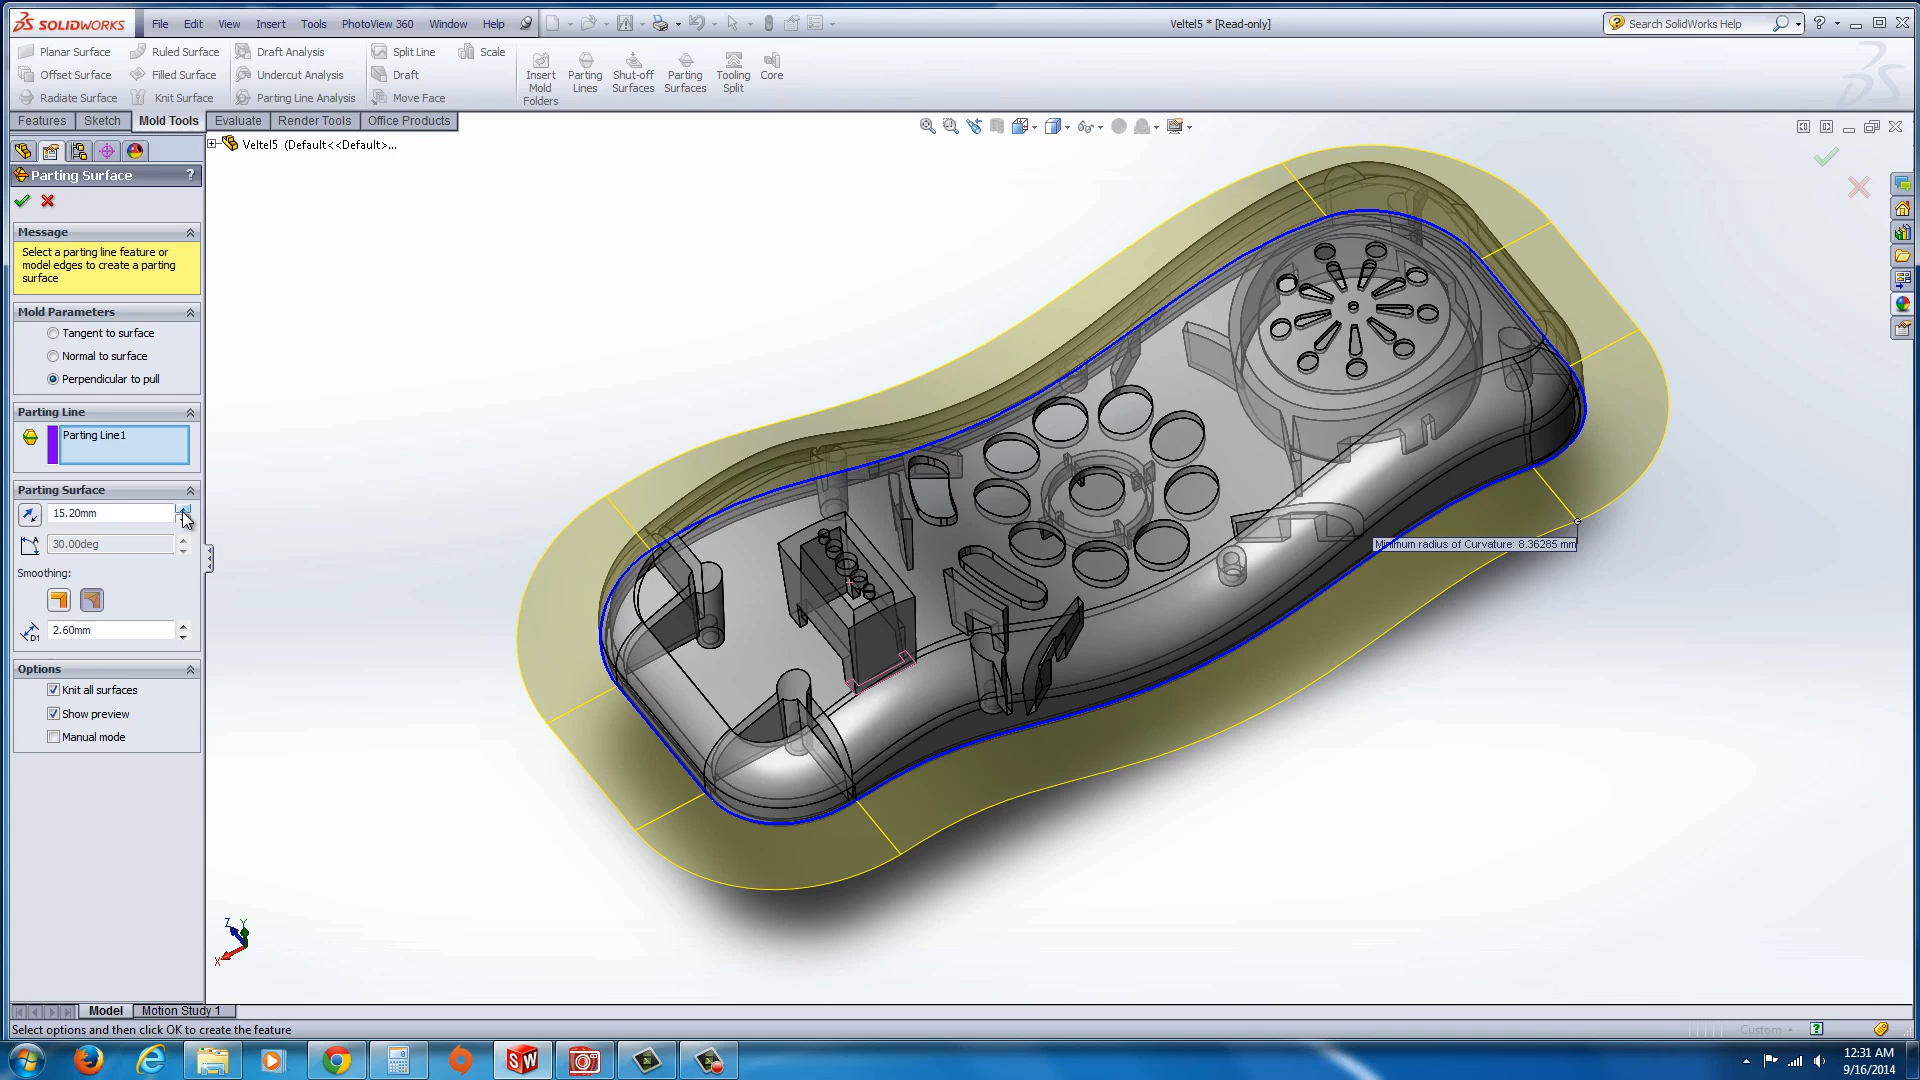 SOLIDWORKS File Edit View Insert Tools PhotoView 360 Window Help Veltel5 * [Read-only] Search SolidWorks Help
Planar Surface Ruled Surface Draft Analysis Split Line Scale
Offset Surface Filled Surface Undercut Analysis Draft
Radiate Surface Knit Surface Parting Line Analysis Move Face
Insert Mold Folders
Parting Lines
Shut-off Surfaces
Parting Surfaces
Tooling Split
Core
Features Sketch Mold Tools Evaluate Render Tools Office Products
Veltel5 (Default<<Default>...
Parting Surface ?
Message
Select a parting line feature or
model edges to create a parting
surface
Mold Parameters
Tangent to surface
Normal to surface
Perpendicular to pull
Parting Line
Parting Line1
Parting Surface
15.20mm
30.00deg
Smoothing:
D1 2.60mm
Options
Knit all surfaces
Show preview
Manual mode
Minimum radius of Curvature: 8.36285 mm
Z Y
X
Model Motion Study 1
Select options and then click OK to create the feature
Custom
SW
12:31 AM
9/16/2014